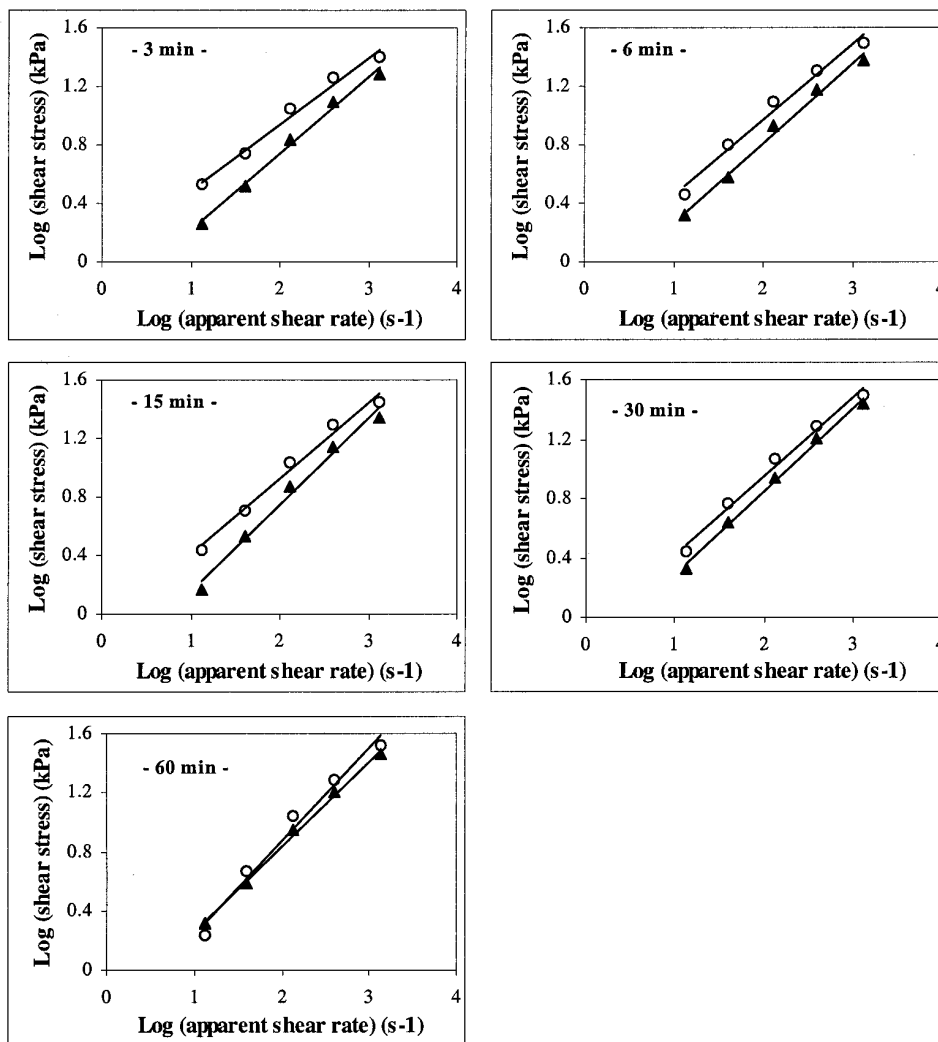 - 3 min -
Log (shear stress) (kPa)
1.6
1.2
0.8
0.4
0
0 1 2 3 4
Log (apparent shear rate) (s-1)
- 6 min -
Log (shear stress) (kPa)
1.6
1.2
0.8
0.4
0
0 1 2 3 4
Log (apparent shear rate) (s-1)
- 15 min -
Log (shear stress) (kPa)
1.6
1.2
0.8
0.4
0
0 1 2 3 4
Log (apparent shear rate) (s-1)
- 30 min -
Log (shear stress) (kPa)
1.6
1.2
0.8
0.4
0
0 1 2 3 4
Log (apparent shear rate) (s-1)
- 60 min -
Log (shear stress) (kPa)
1.6
1.2
0.8
0.4
0
0 1 2 3 4
Log (apparent shear rate) (s-1)